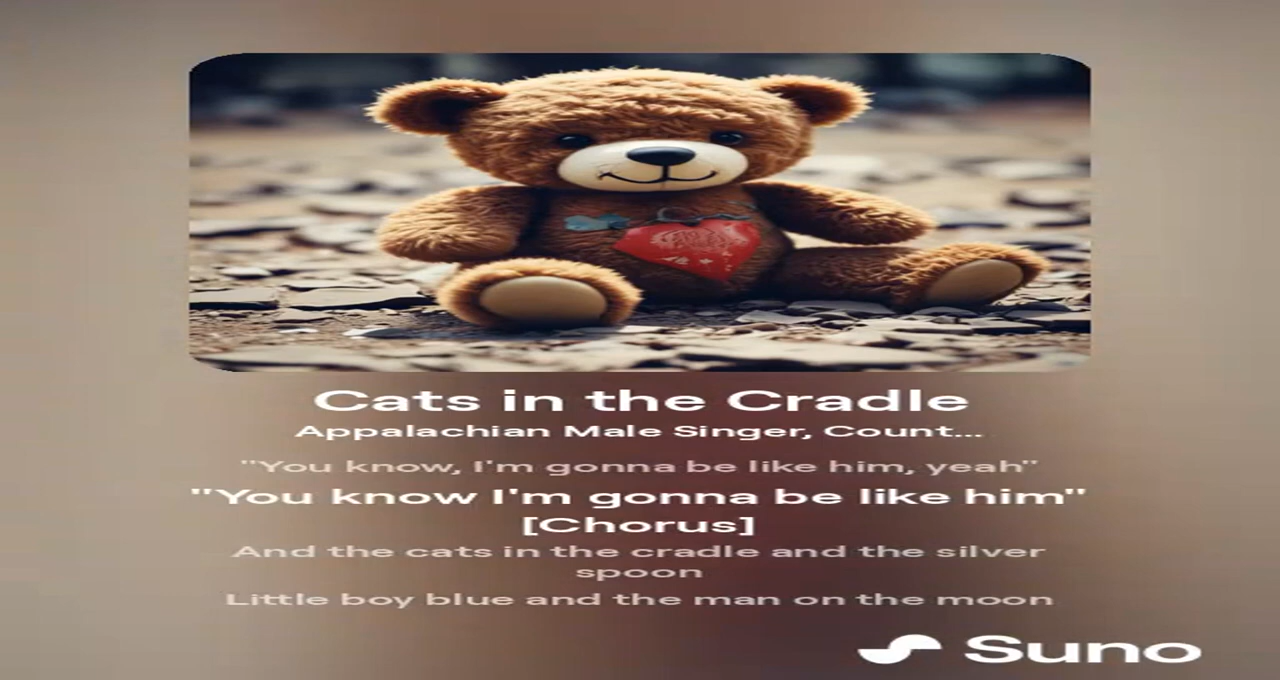 Cats in the Cradle
Appalachian Male Singer, Count...
"You know, I'm gonna be like him, yeah"
"You know I'm gonna be like him"
[Chorus]
And the cats in the cradle and the silver
spoon
Little boy blue and the man on the moon
Suno